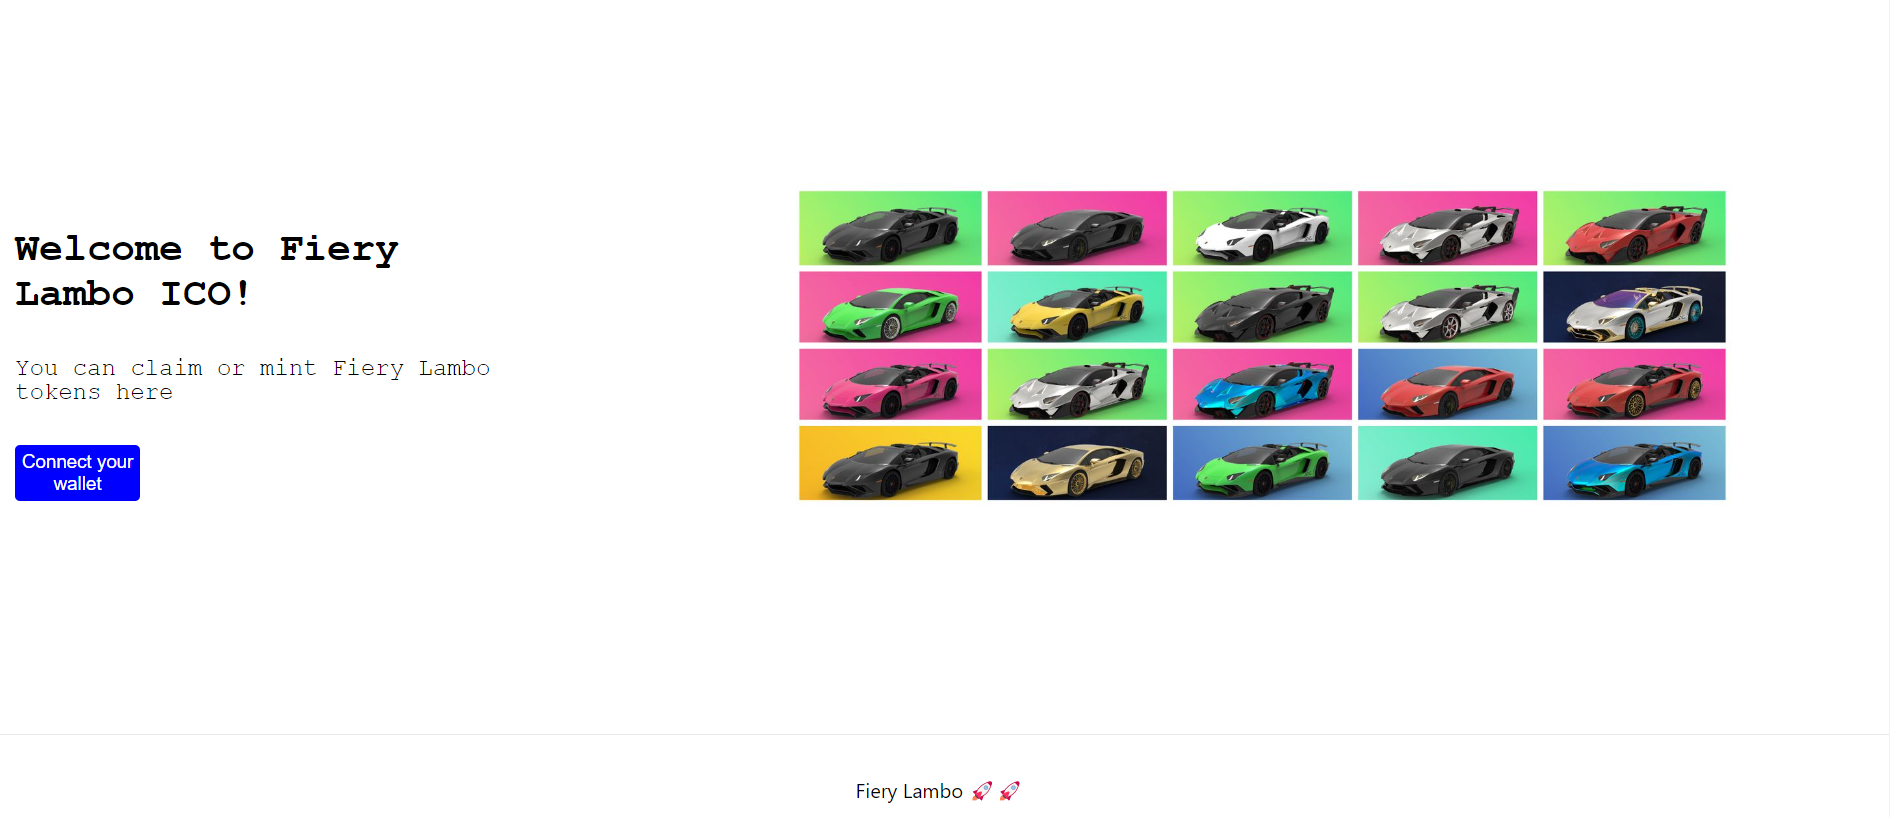 Welcome to Fiery
Lambo ICO!
You can claim or mint Fiery Lambo
tokens here
Connect your
wallet
Fiery Lambo 🚀 🚀